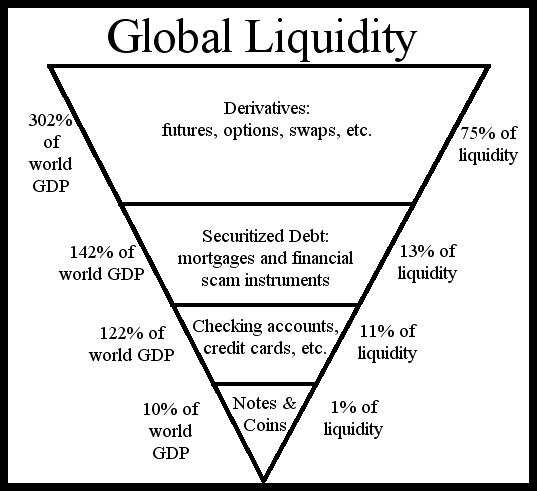 Global Liquidity
Derivatives:
futures, options, swaps, etc.
302%
of
world
GDP
75% of
liquidity
Securitized Debt:
mortgages and financial
scam instruments
142% of
world GDP
13% of
liquidity
Checking accounts,
credit cards, etc.
122% of
world GDP
11% of
liquidity
Notes &
Coins
10% of
world
GDP
1% of
liquidity